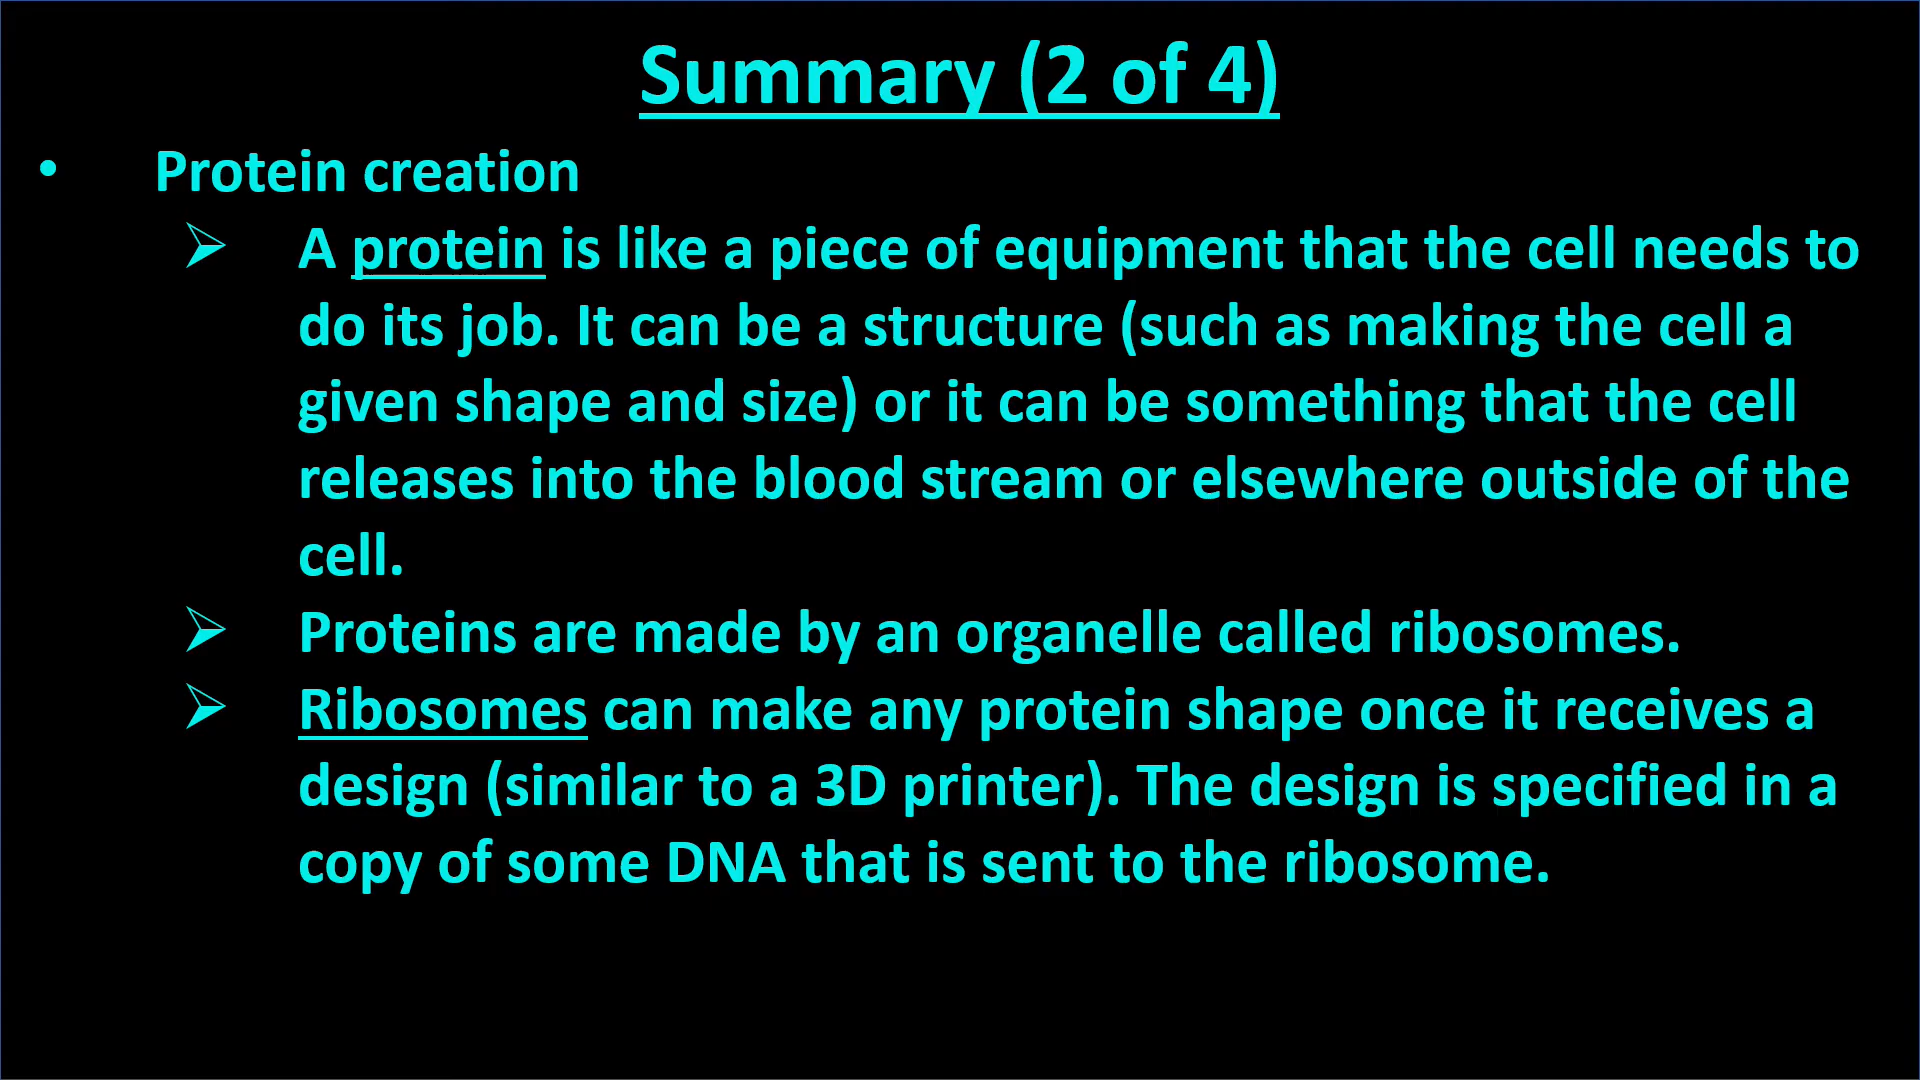 Summary (2 of 4)
• Protein creation
➢ A protein is like a piece of equipment that the cell needs to
do its job. It can be a structure (such as making the cell a
given shape and size) or it can be something that the cell
releases into the blood stream or elsewhere outside of the
cell.
➢ Proteins are made by an organelle called ribosomes.
➢ Ribosomes can make any protein shape once it receives a
design (similar to a 3D printer). The design is specified in a
copy of some DNA that is sent to the ribosome.